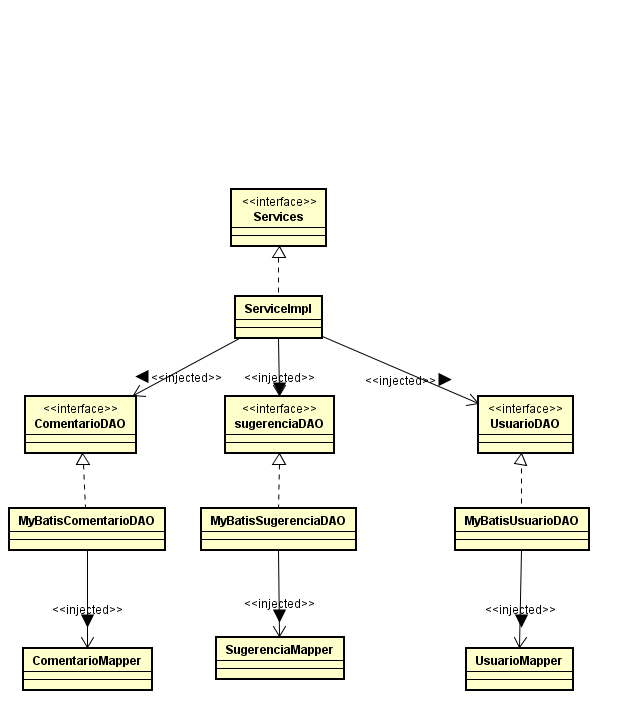 <<interface>>
Services
ServiceImpl
<<injected>>
<<injected>>
<<injected>>
<<interface>>
ComentarioDAO
<<interface>>
sugerenciaDAO
<<interface>>
UsuarioDAO
MyBatisComentarioDAO
MyBatisSugerenciaDAO
MyBatisUsuarioDAO
<<injected>>
<<injected>>
<<injected>>
ComentarioMapper
SugerenciaMapper
UsuarioMapper